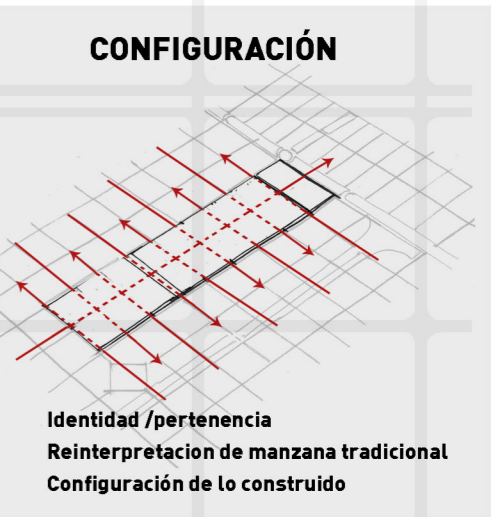 CONFIGURACIÓN
Identidad /pertenencia
Reinterpretacion de manzana tradicional
Configuración de lo construido